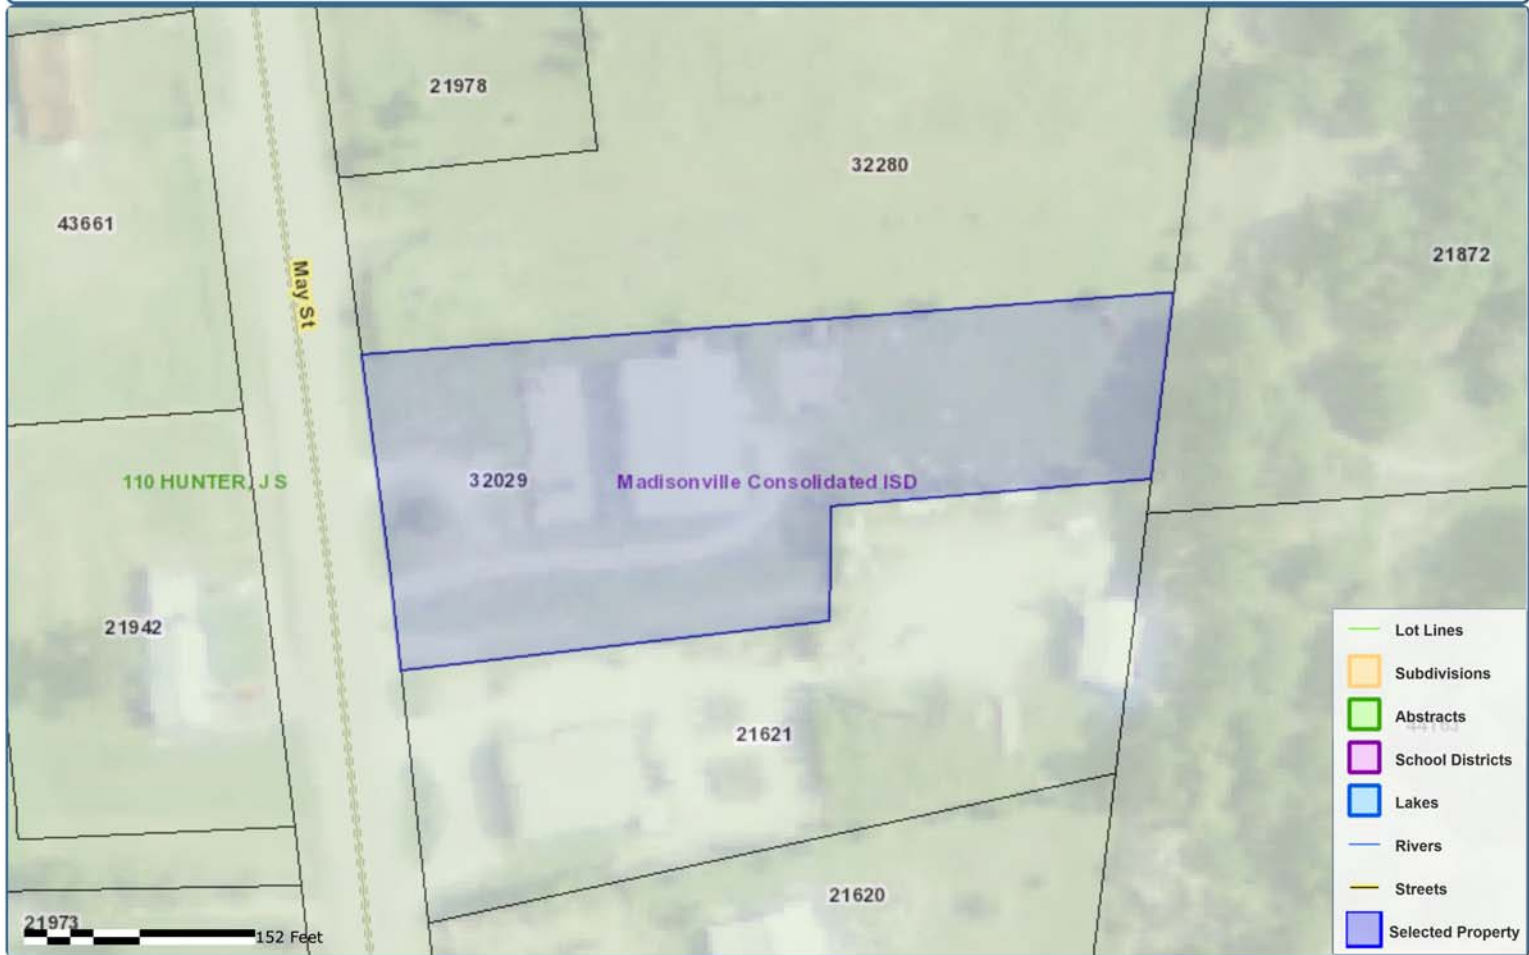 21978
32280
43661
21872
May St
110 HUNTER, J S
32029
Madisonville Consolidated ISD
21942
21621
21620
21973
152 Feet
Lot Lines
Subdivisions
Abstracts
School Districts
Lakes
Rivers
Streets
Selected Property